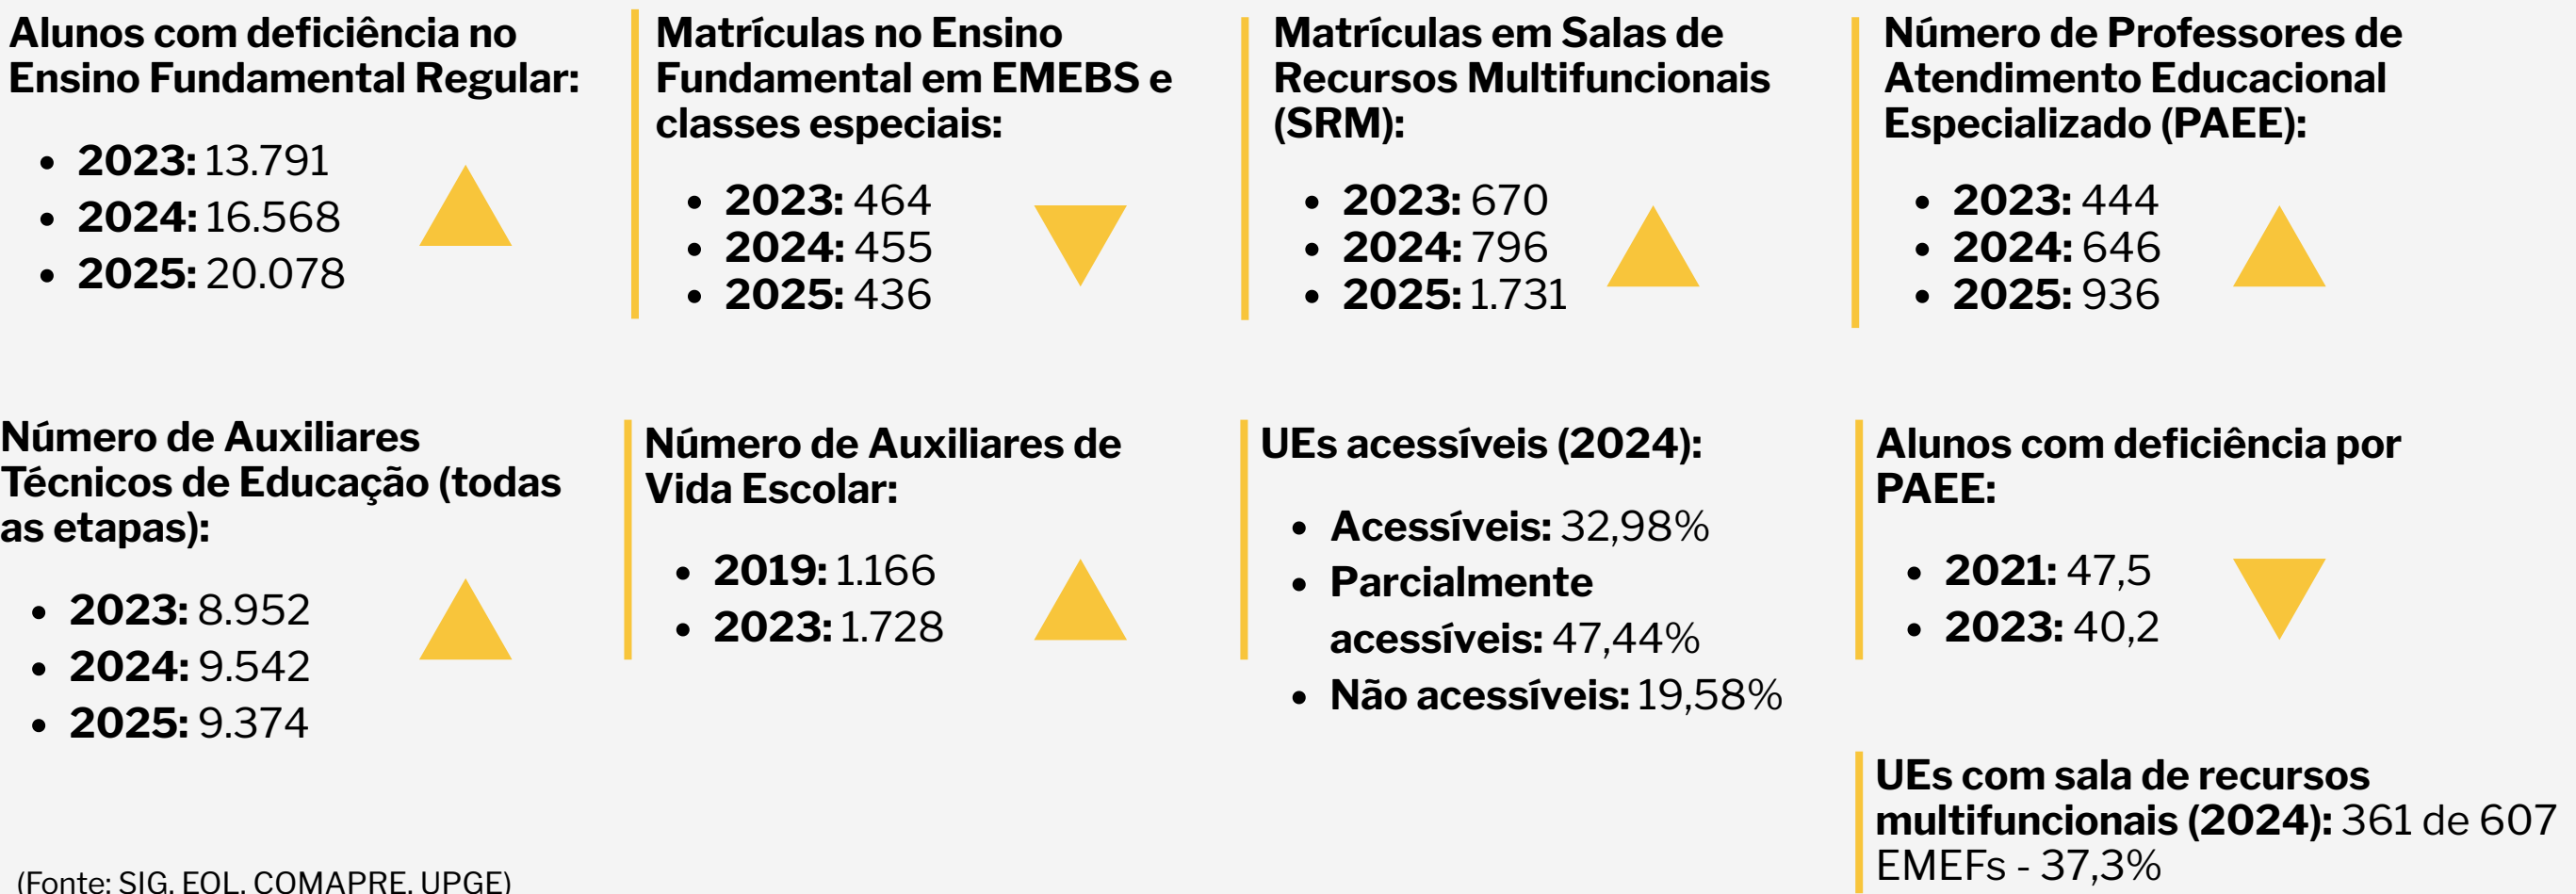 Alunos com deficiência no
Ensino Fundamental Regular:
• 2023: 13.791
• 2024: 16.568
• 2025: 20.078
Matrículas no Ensino
Fundamental em EMEBS e
classes especiais:
• 2023: 464
• 2024: 455
• 2025: 436
Matrículas em Salas de
Recursos Multifuncionais
(SRM):
• 2023: 670
• 2024: 796
• 2025: 1.731
Número de Professores de
Atendimento Educacional
Especializado (PAEE):
• 2023: 444
• 2024: 646
• 2025: 936
Número de Auxiliares
Técnicos de Educação (todas
as etapas):
• 2023: 8.952
• 2024: 9.542
• 2025: 9.374
Número de Auxiliares de
Vida Escolar:
• 2019: 1.166
• 2023: 1.728
UEs acessíveis (2024):
• Acessíveis: 32,98%
• Parcialmente
acessíveis: 47,44%
• Não acessíveis: 19,58%
Alunos com deficiência por
PAEE:
• 2021: 47,5
• 2023: 40,2
UEs com sala de recursos
multifuncionais (2024): 361 de 607
EMEFs - 37,3%
(Fonte: SIG, EOL, COMAPRE, UPGE)